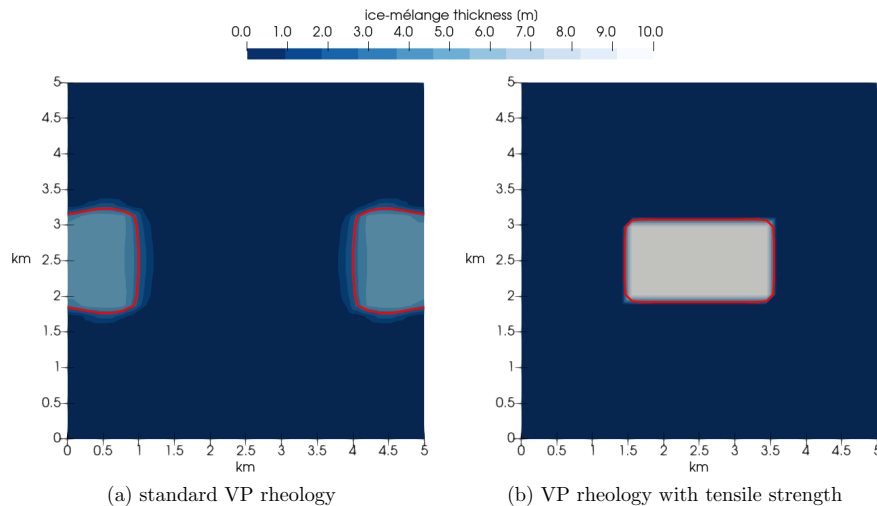 ice-mélange thickness [m]
0.0 1.0 2.0 3.0 4.0 5.0 6.0 7.0 8.0 9.0 10.0
5 5
4.5 4.5
4 4
3.5 3.5
3 3
km 2.5 km 2.5
2 2
1.5 1.5
1 1
0.5 0.5
0 0
0 0.5 1 1.5 2 2.5 3 3.5 4 4.5 5 0 0.5 1 1.5 2 2.5 3 3.5 4 4.5 5
km km
(a) standard VP rheology (b) VP rheology with tensile strength